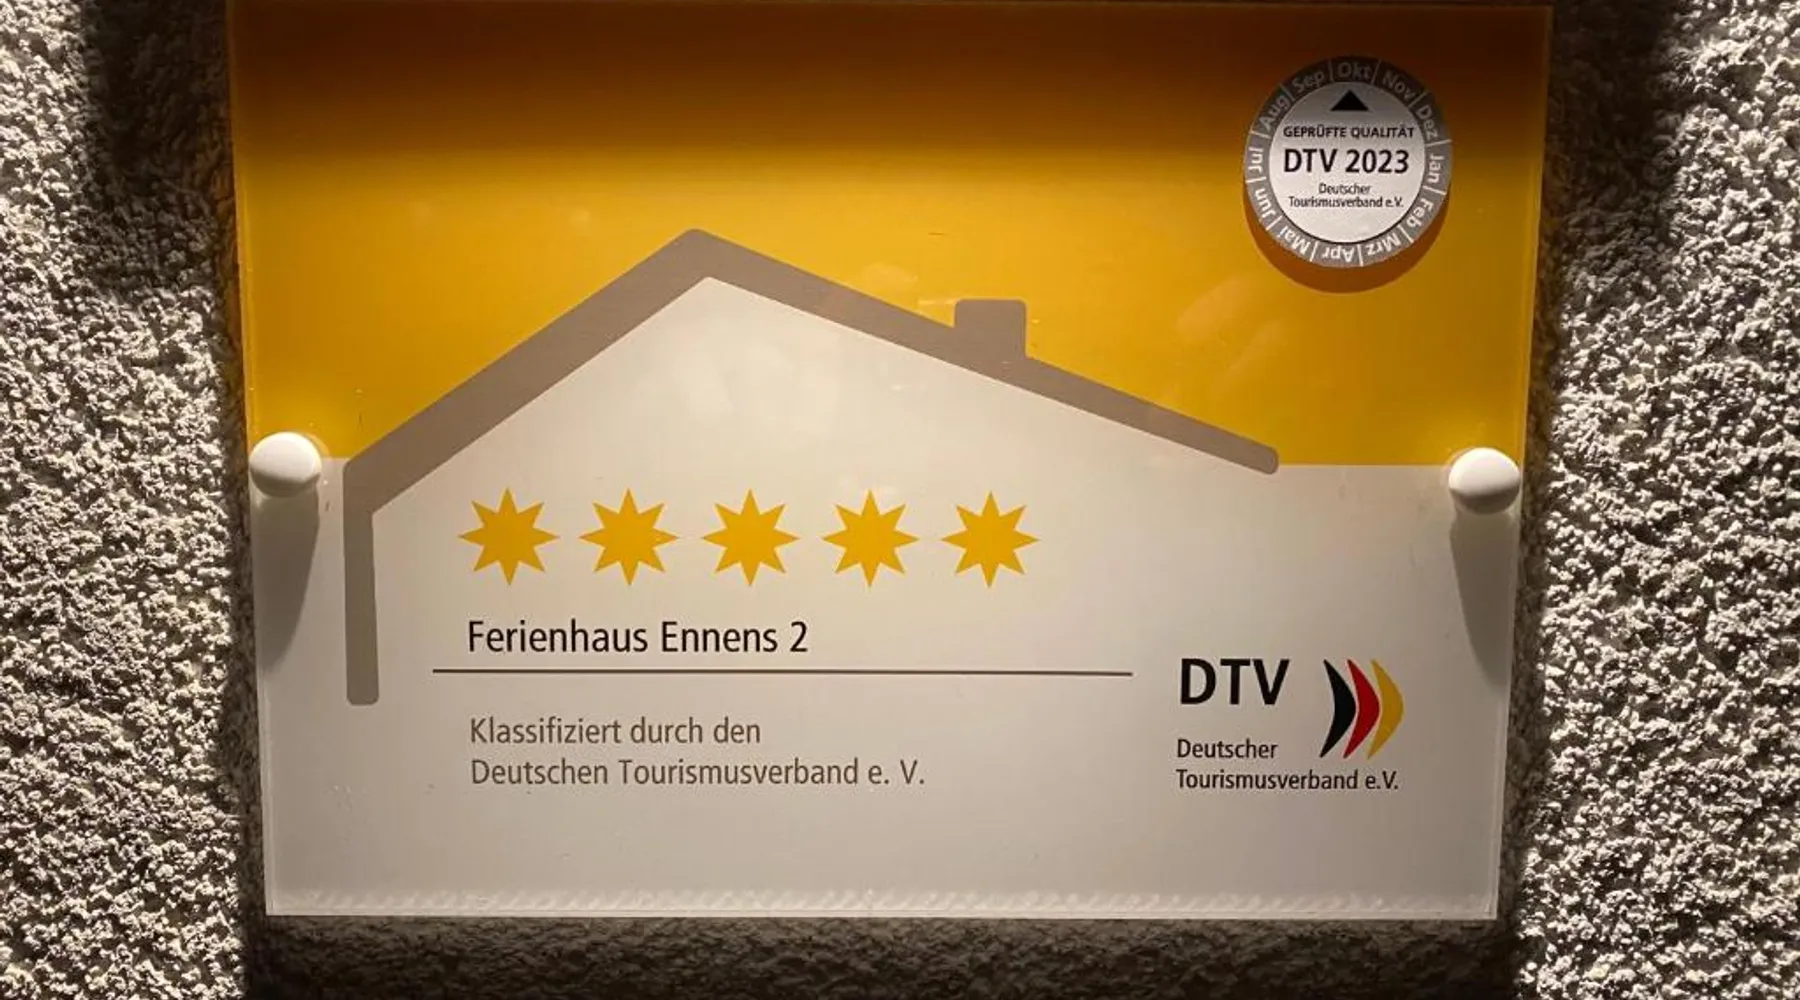 Jan | Feb | Mrz | Apr | Mai | Jun | Jul | Aug | Sep | Okt | Nov | Dez
GEPRÜFTE QUALITÄT
DTV 2023
Deutscher
Tourismusverband e.V.
Ferienhaus Ennens 2
Klassifiziert durch den
Deutschen Tourismusverband e. V.
DTV
Deutscher
Tourismusverband e.V.